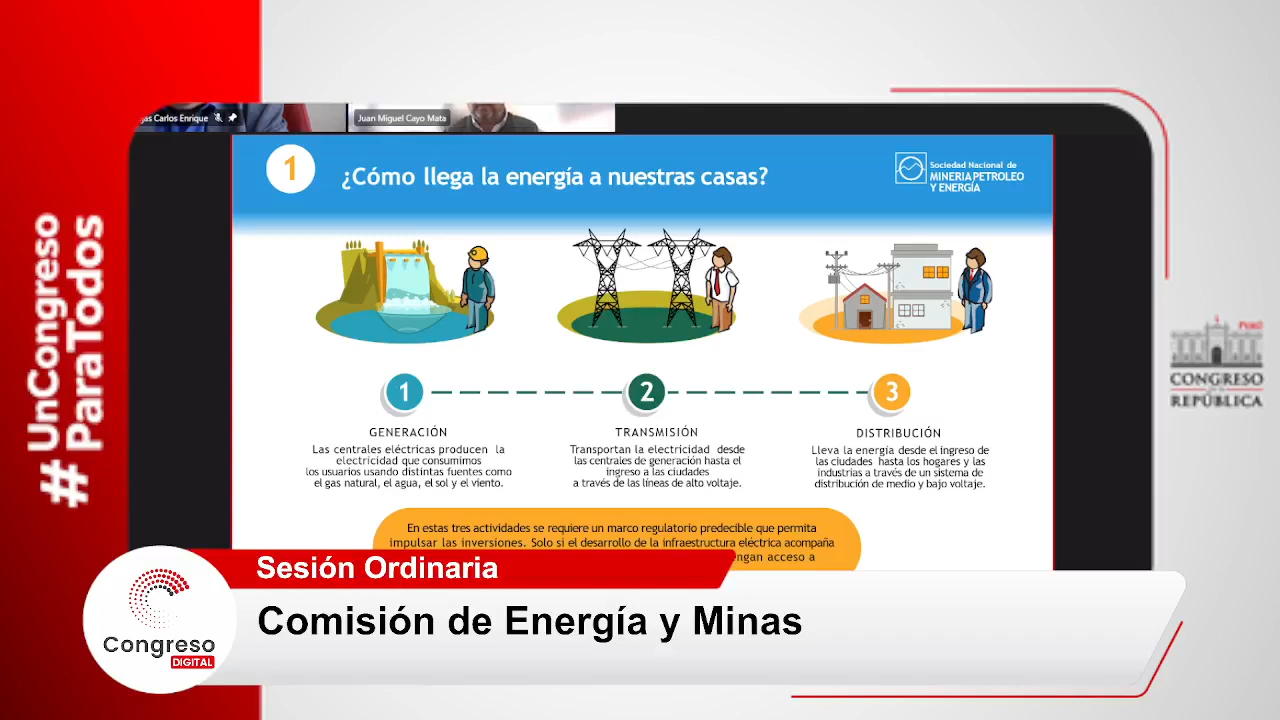 #UnCongreso
ParaTodos
Carlos Enrique
Juan Miguel Cayo Mata
1
¿Cómo llega la energía a nuestras casas?
Sociedad Nacional de
MINERIA PETROLEO
Y ENERGÍA
1
2
3
GENERACIÓN
Las centrales eléctricas producen la
electricidad que consumimos
los usuarios usando distintas fuentes como
el gas natural, el agua, el sol y el viento.
TRANSMISIÓN
Transportan la electricidad desde
las centrales de generación hasta el
ingreso a las ciudades
a través de las líneas de alto voltaje.
DISTRIBUCIÓN
Lleva la energía desde el ingreso de
las ciudades hasta los hogares y las
industrias a través de un sistema de
distribución de medio y bajo voltaje.
En estas tres actividades se requiere un marco regulatorio predecible que permita
impulsar las inversiones. Solo si el desarrollo de la infraestructura eléctrica acompaña
acceso a
PERÚ
CONGRESO
REPÚBLICA
Sesión Ordinaria
Comisión de Energía y Minas
Congreso
DIGITAL